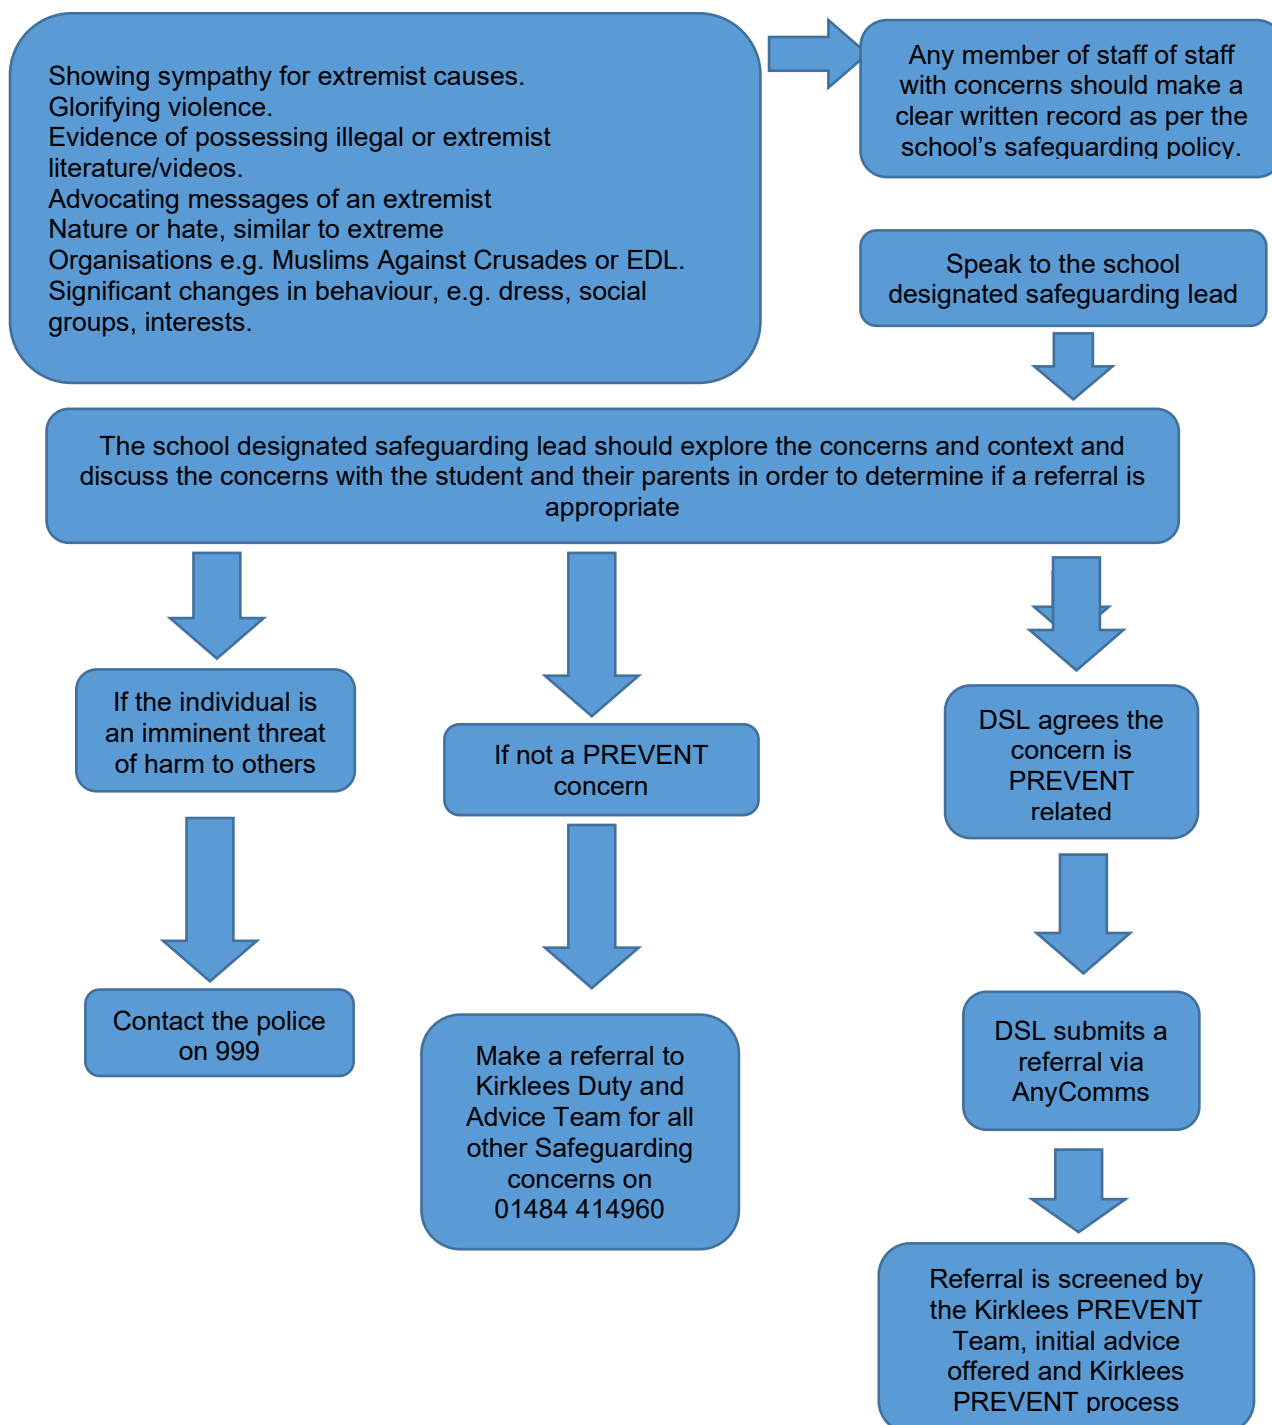 Showing sympathy for extremist causes.
Glorifying violence.
Evidence of possessing illegal or extremist
literature/videos.
Advocating messages of an extremist
Nature or hate, similar to extreme
Organisations e.g. Muslims Against Crusades or EDL.
Significant changes in behaviour, e.g. dress, social
groups, interests.
Any member of staff of staff
with concerns should make a
clear written record as per the
school’s safeguarding policy.
Speak to the school
designated safeguarding lead
The school designated safeguarding lead should explore the concerns and context and
discuss the concerns with the student and their parents in order to determine if a referral is
appropriate
If the individual is
an imminent threat
of harm to others
Contact the police
on 999
If not a PREVENT
concern
Make a referral to
Kirklees Duty and
Advice Team for all
other Safeguarding
concerns on
01484 414960
DSL agrees the
concern is
PREVENT
related
DSL submits a
referral via
AnyComms
Referral is screened by
the Kirklees PREVENT
Team, initial advice
offered and Kirklees
PREVENT process